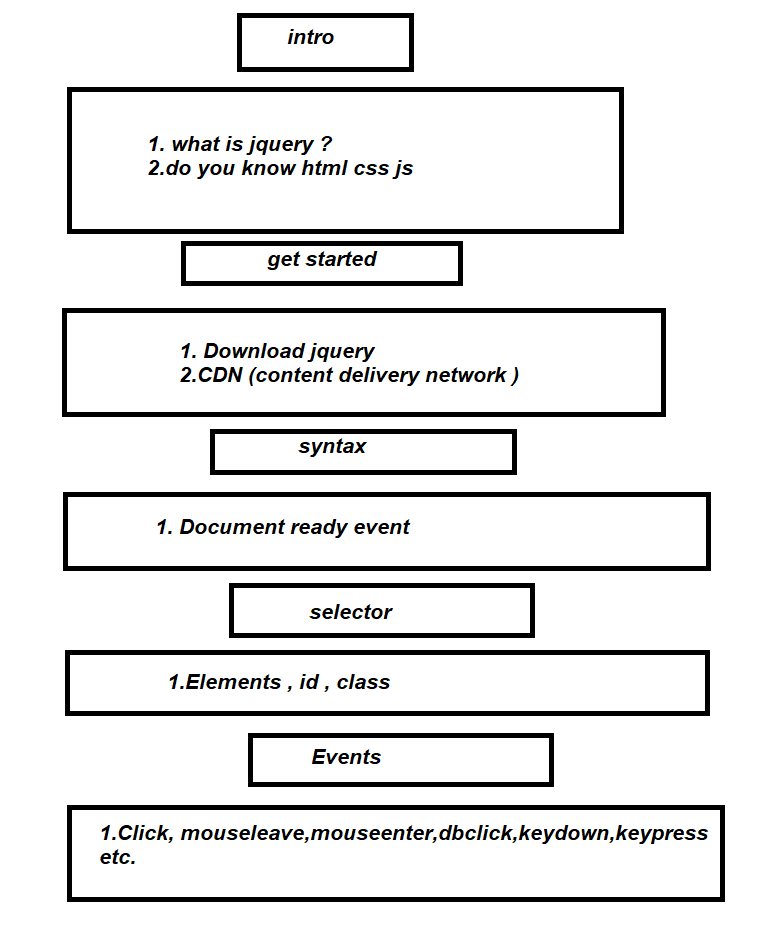 intro
1. what is jquery ?
2.do you know html css js
get started
1. Download jquery
2.CDN (content delivery network )
syntax
1. Document ready event
selector
1.Elements , id , class
Events
1.Click, mouseleave,mouseenter,dbclick,keydown,keypress
etc.